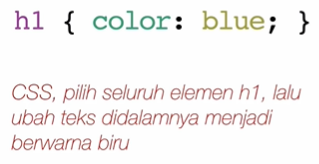 h1 { color: blue; }
CSS, pilih seluruh elemen h1, lalu
ubah teks didalamnya menjadi
berwarna biru